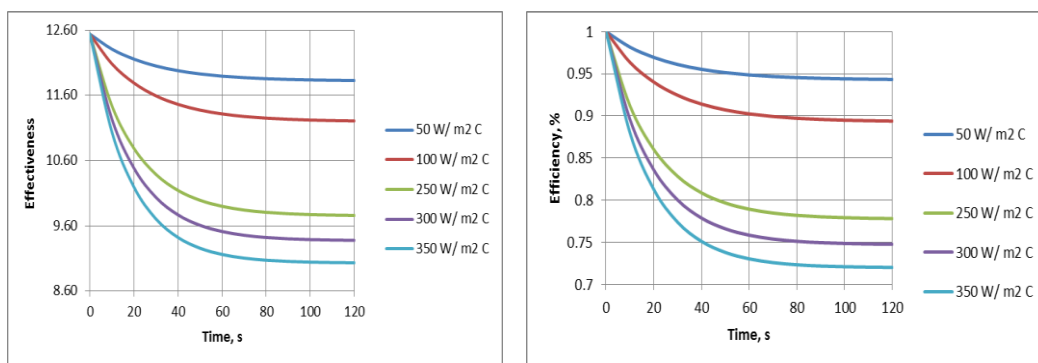 12.60
11.60
10.60
9.60
8.60
Effectiveness
0 20 40 60 80 100 120
Time, s
50 W/ m2 C
100 W/ m2 C
250 W/ m2 C
300 W/ m2 C
350 W/ m2 C
1
0.95
0.9
0.85
0.8
0.75
0.7
Efficiency, %
0 20 40 60 80 100 120
Time, s
50 W/ m2 C
100 W/ m2 C
250 W/ m2 C
300 W/ m2 C
350 W/ m2 C